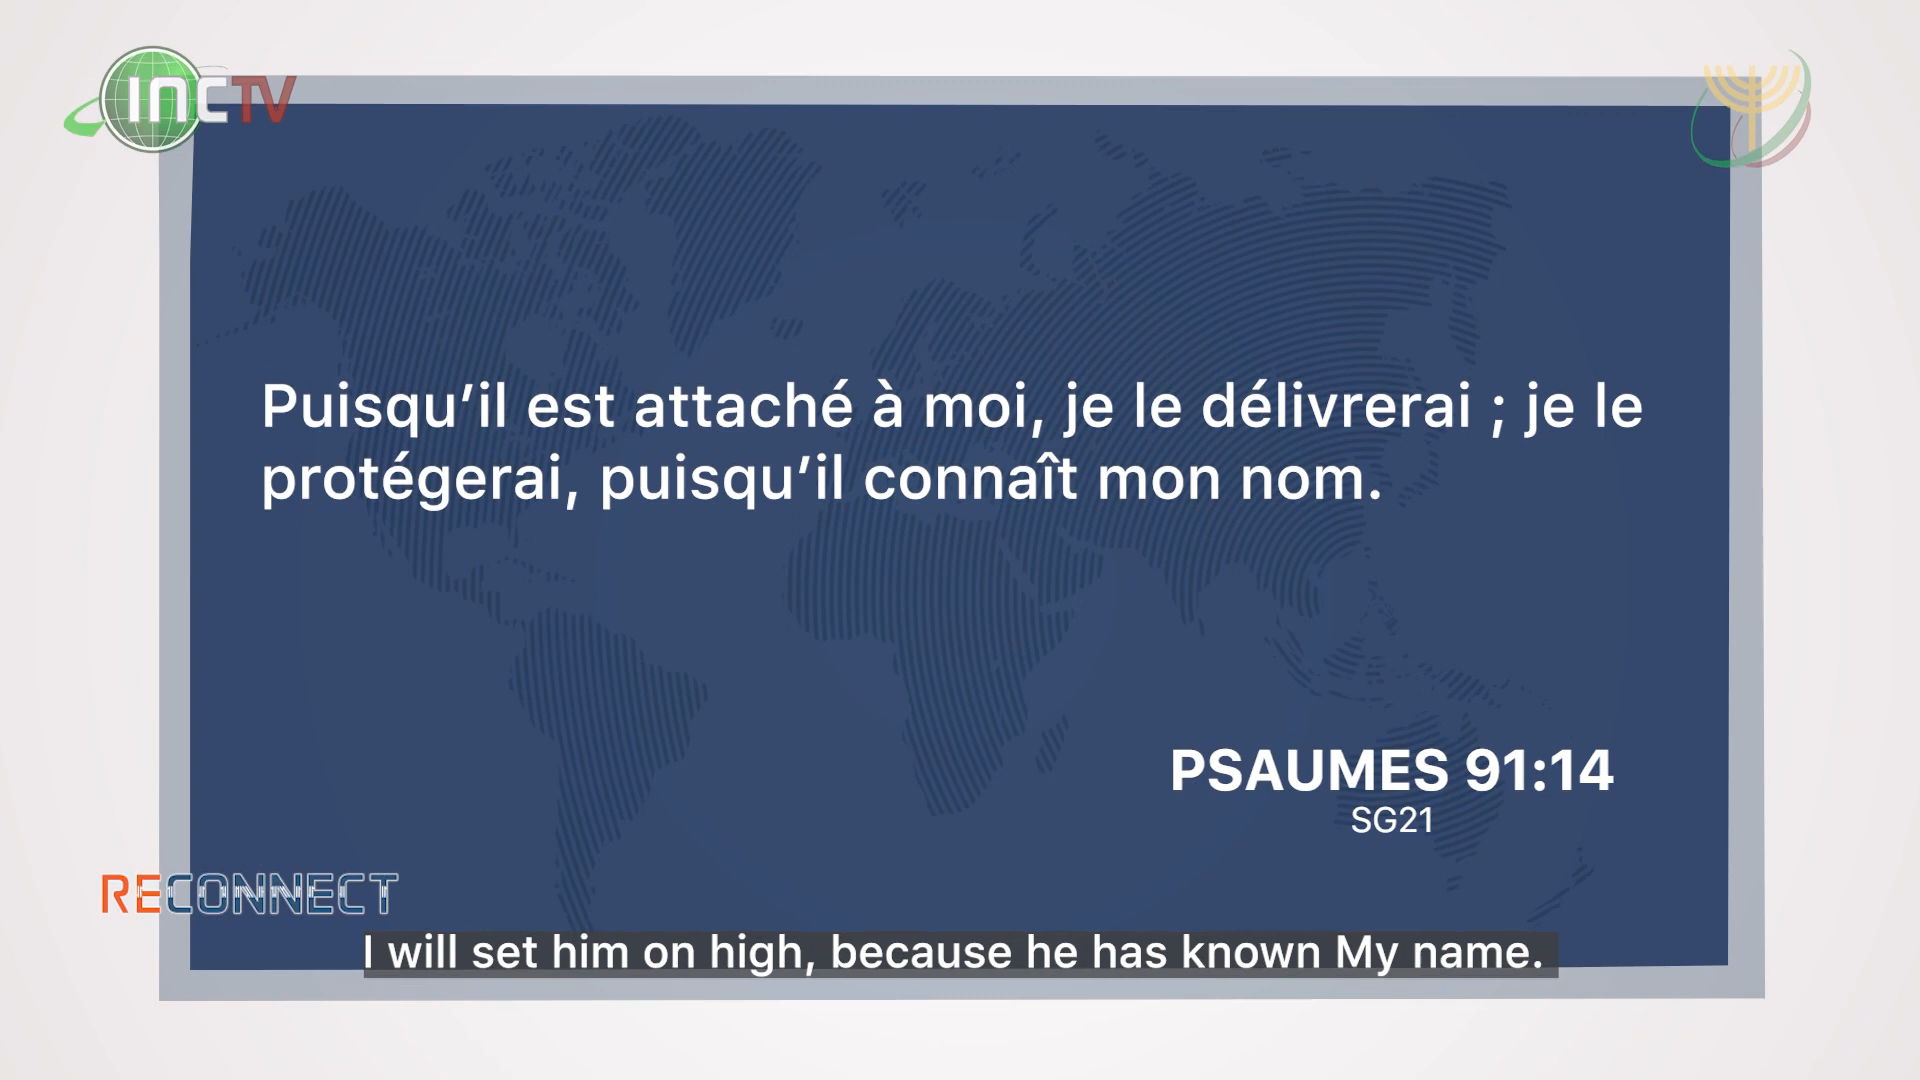 INCTV
Puisqu’il est attaché à moi, je le délivrerai ; je le
protégerai, puisqu’il connaît mon nom.
PSAUMES 91:14
SG21
RECONNECT
I will set him on high, because he has known My name.